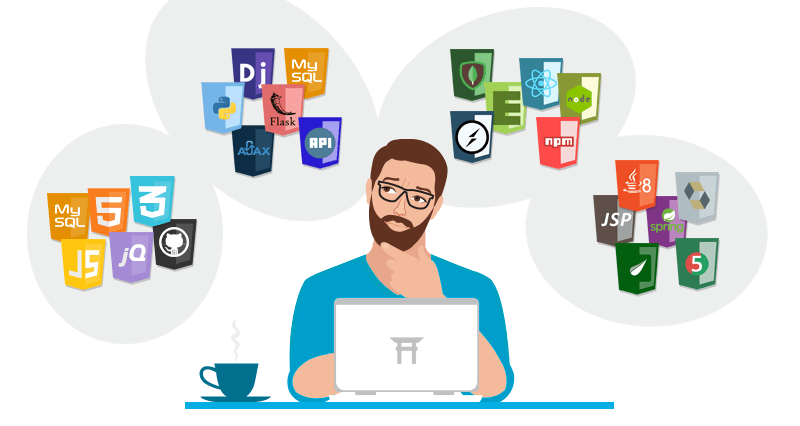 My
SQL
5
3
JS
jQ
Dj
My
SQL
Flask
AJAX
API
E
node
npm
8
JSP
spring
5